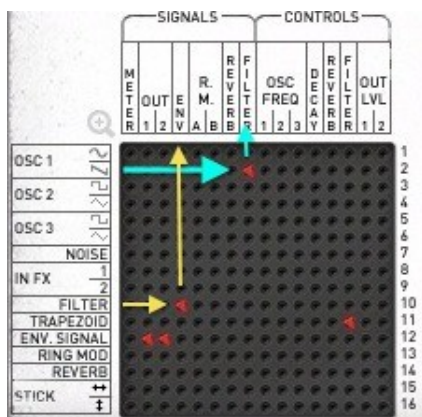 SIGNALS
CONTROLS
METER
OUT
1 2
ENV
R.M.
A B
REVERB
FILTER
OSC FREQ
1 2 3
DECAY
REVERB
FILTER
OUT LVL
1 2
OSC 1
OSC 2
OSC 3
NOISE
IN FX 1
2
FILTER
TRAPEZOID
ENV. SIGNAL
RING MOD
REVERB
STICK
1
2
3
4
5
6
7
8
9
10
11
12
13
14
15
16